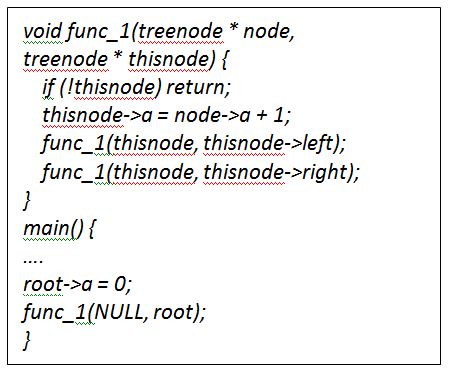 void func_1(treenode * node,
treenode * thisnode) {
if (!thisnode) return;
thisnode->a = node->a + 1;
func_1(thisnode, thisnode->left);
func_1(thisnode, thisnode->right);
}
main() {
....
root->a = 0;
func_1(NULL, root);
}